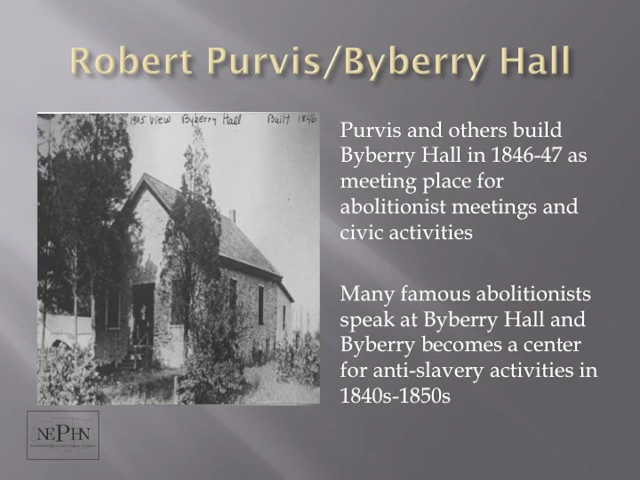 Robert Purvis/Byberry Hall
1905 view Byberry Hall Built 1846
Purvis and others build
Byberry Hall in 1846-47 as
meeting place for
abolitionist meetings and
civic activities
Many famous abolitionists
speak at Byberry Hall and
Byberry becomes a center
for anti-slavery activities in
1840s-1850s
NEPHN